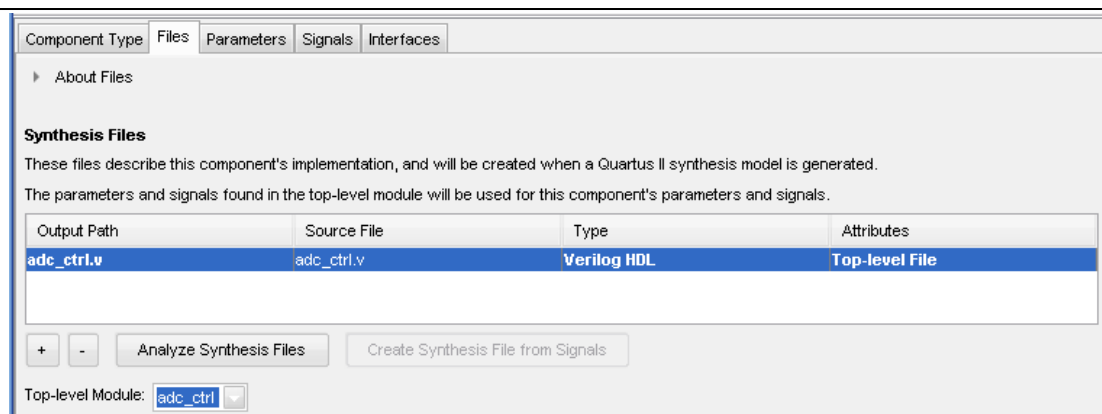 Component Type Files Parameters Signals Interfaces
About Files
Synthesis Files
These files describe this component's implementation, and will be created when a Quartus II synthesis model is generated.
The parameters and signals found in the top-level module will be used for this component's parameters and signals.
Output Path Source File Type Attributes
adc_ctrl.v adc_ctrl.v Verilog HDL Top-level File
+ - Analyze Synthesis Files Create Synthesis File from Signals
Top-level Module: adc_ctrl